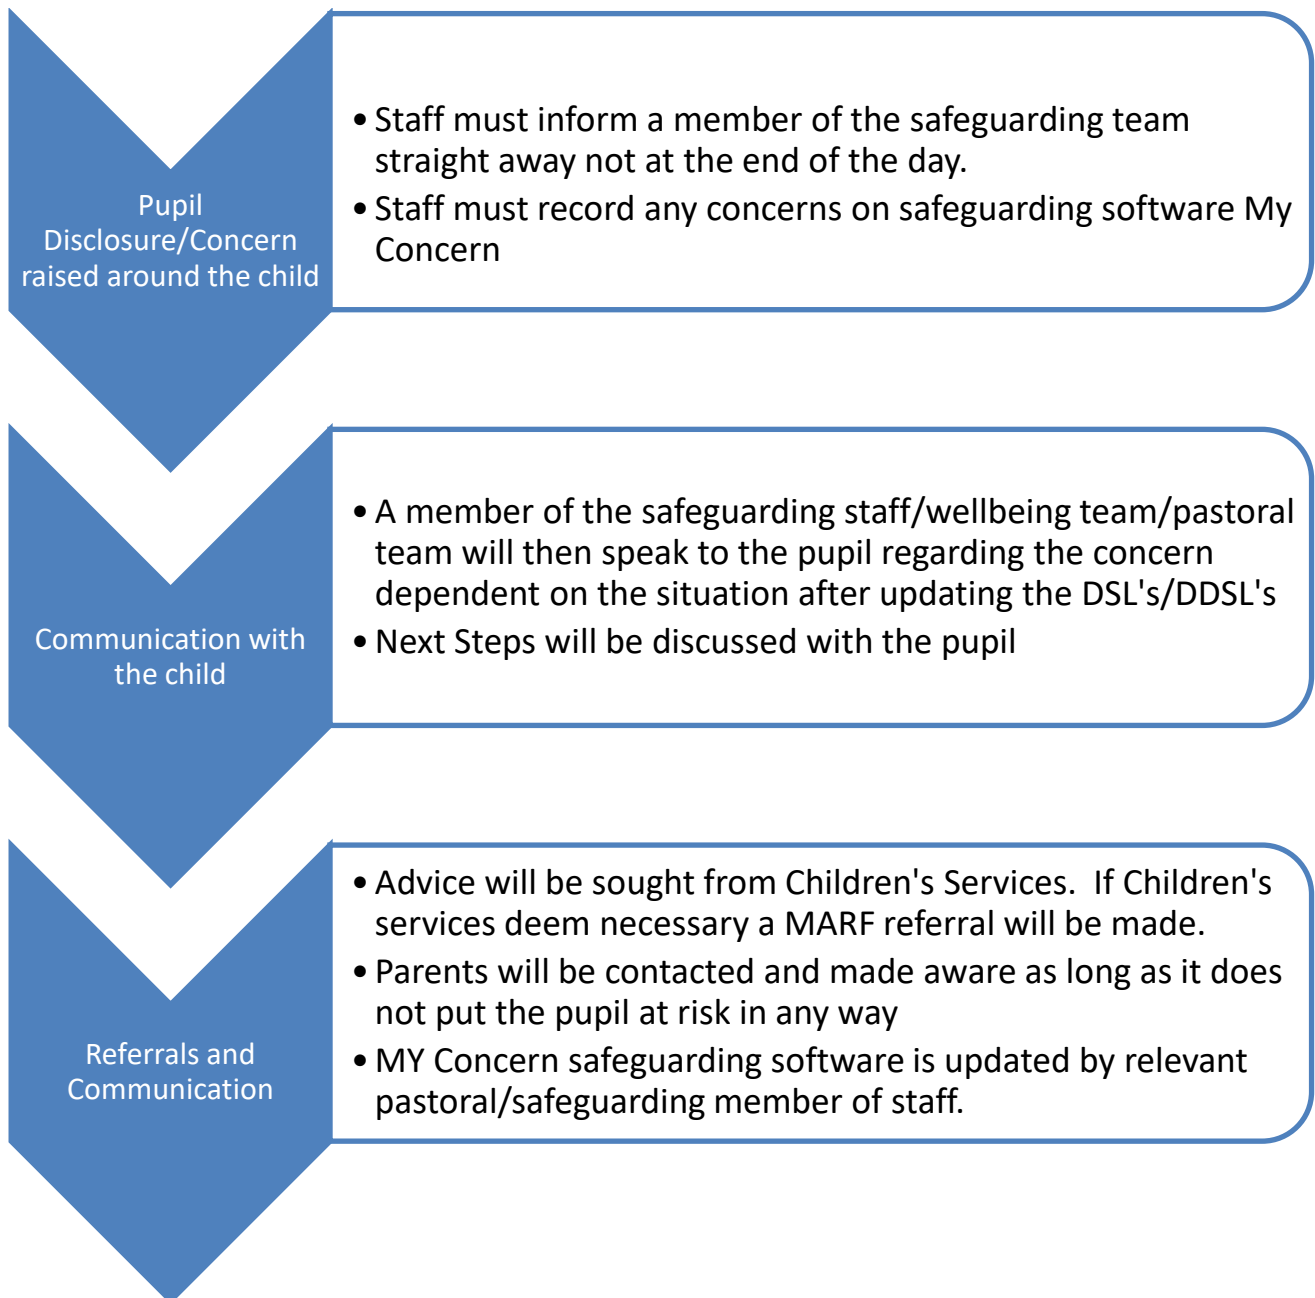 Pupil
Disclosure/Concern
raised around the child
• Staff must inform a member of the safeguarding team
straight away not at the end of the day.
• Staff must record any concerns on safeguarding software My
Concern
Communication with
the child
• A member of the safeguarding staff/wellbeing team/pastoral
team will then speak to the pupil regarding the concern
dependent on the situation after updating the DSL's/DDSL's
• Next Steps will be discussed with the pupil
Referrals and
Communication
• Advice will be sought from Children's Services.  If Children's
services deem necessary a MARF referral will be made.
• Parents will be contacted and made aware as long as it does
not put the pupil at risk in any way
• MY Concern safeguarding software is updated by relevant
pastoral/safeguarding member of staff.